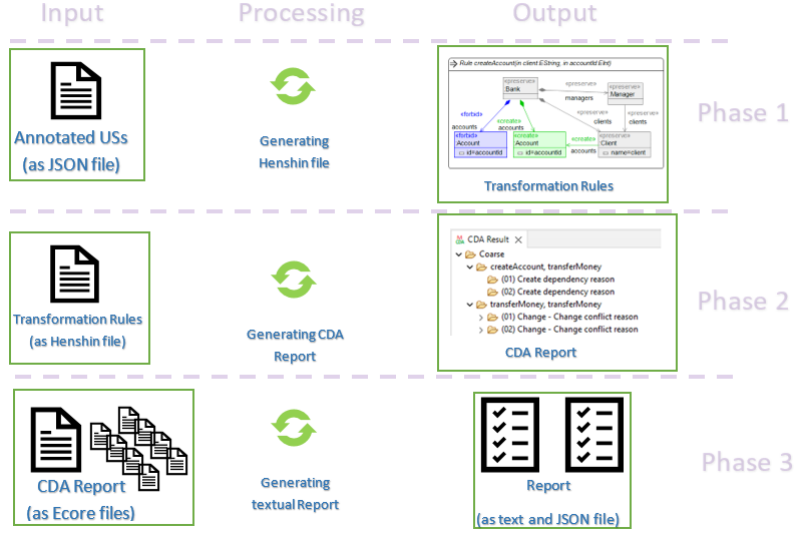 Input
Processing
Output
Rule createAccount(in client:EString, in accountId:EInt)
«preserve»
Bank
«preserve»
Manager
managers
«preserve»
«preserve»
«forbid»
accounts
«create»
accounts
clients
clients
«forbid»
Account
id=accountId
«create»
Account
id=accountId
«create»
accounts
«preserve»
Client
name=client
Annotated USs
(as JSON file)
Generating
Henshin file
Transformation Rules
Phase 1
Transformation Rules
(as Henshin file)
Generating CDA
Report
CDA Result
Coarse
createAccount, transferMoney
(01) Create dependency reason
(02) Create dependency reason
transferMoney, transferMoney
(01) Change - Change conflict reason
(02) Change - Change conflict reason
CDA Report
Phase 2
CDA Report
(as Ecore files)
Generating
textual Report
Report
(as text and JSON file)
Phase 3